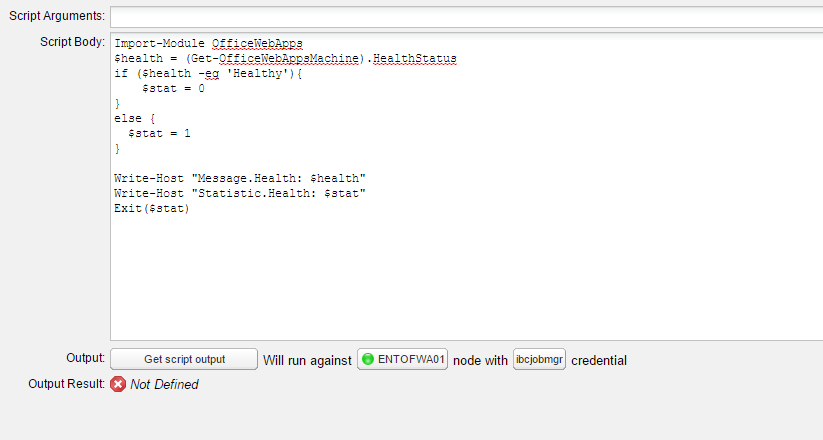 Script Arguments:
Script Body:
Import-Module OfficeWebApps
$health = (Get-OfficeWebAppsMachine).HealthStatus
if ($health -eq 'Healthy'){
    $stat = 0
}
else {
  $stat = 1
}
Write-Host "Message.Health: $health"
Write-Host "Statistic.Health: $stat"
Exit($stat)
Output: Get script output Will run against ENTOFWA01 node with ibcjobmgr credential
Output Result: Not Defined